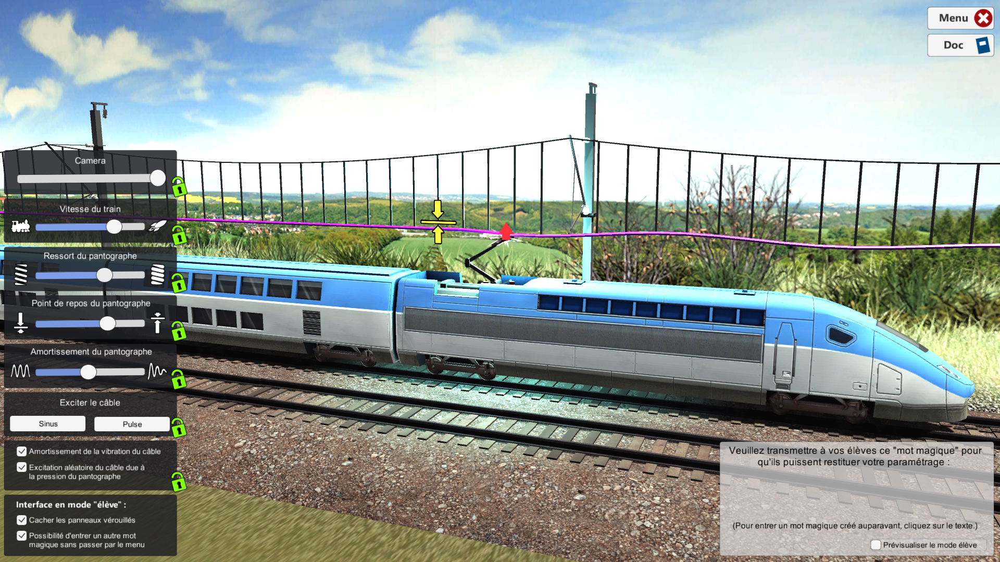 Menu
Doc
Camera
Vitesse du train
Ressort du pantographe
Point de repos du pantographe
Amortissement du pantographe
Exciter le câble
Sinus
Pulse
Amortissement de la vibration du câble
Excitation aléatoire du câble due à
la pression du pantographe
Interface en mode "élève" :
Cacher les panneaux vérouillés
Possibilité d'entrer un autre mot
magique sans passer par le menu
Veuillez transmettre à vos élèves ce "mot magique" pour
qu'ils puissent restituer votre paramétrage :
(Pour entrer un mot magique créé auparavant, cliquez sur le texte.)
Prévisualiser le mode élève